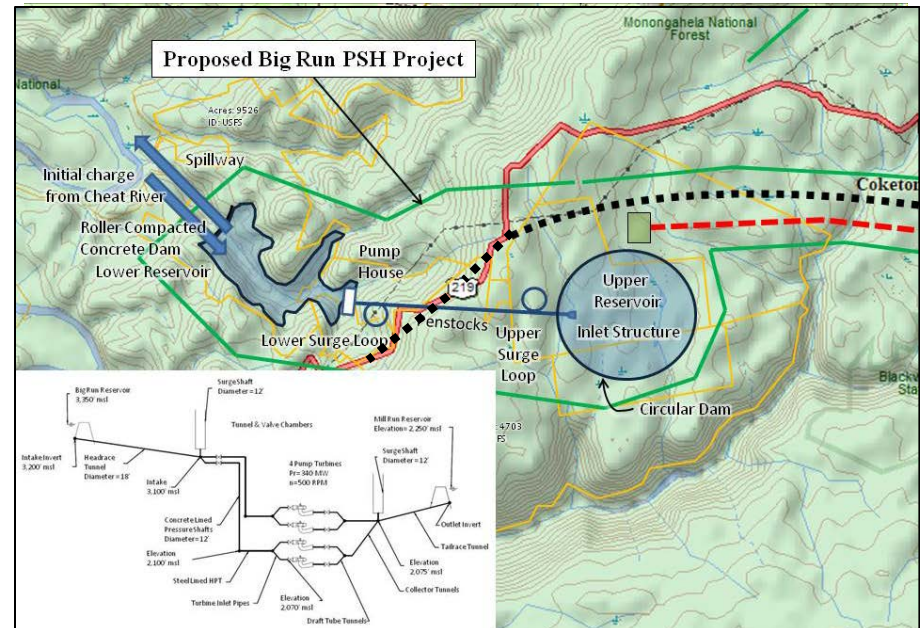 Monongahela National
Forest
Proposed Big Run PSH Project
National
Acres: 9526
ID: USFS
Spillway
Initial charge
from Cheat River
Roller Compacted
Concrete Dam
Lower Reservoir
Pump
House
219
Coketon
Upper
Reservoir
Inlet Structure
enstocks
Lower Surge Loop
Upper
Surge
Loop
Circular Dam
4703
FS
Blackw
Sta
Big Run Reservoir
3,350' msl
Surge Shaft
Diameter = 12'
Tunnel & Valve Chambers
Mill Run Reservoir
Elevation= 2,250'
Surge Shaft
Diameter =12'
Intake Invert
3,200' msl
Headrace
Tunnel
Diameter = 18'
Intake
3,100' msl
4 Pump Turbines
Pr= 340 MW
n=500 RPM
Concrete Lined
Pressure Shafts
Diameter=12'
Outlet Invert
Tadrace Tunnel
Elevation
2,100' msl
Elevation
2,075' msl
Steel Lined HPT
Collector Tunnels
Turbine Inlet Pipes
Elevation
2,070' msl
Draft Tube Tunnels